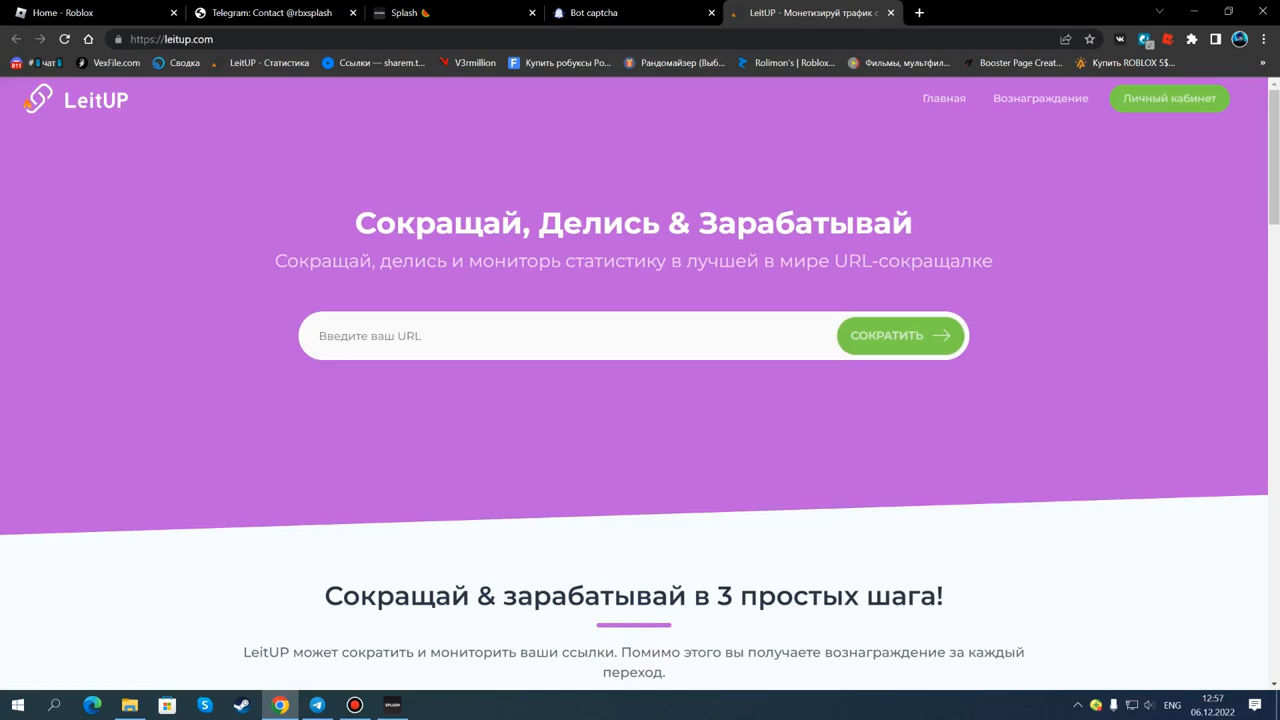 Home - Roblox
Telegram: Contact @rbxsplash
Splash
Bot captcha
LeitUP - Монетизируй трафик с
https://leitup.com
VexFile.com
Сводка
LeitUP - Статистика
Ссылки — sharem.t...
V3rmillion
Купить робуксы Ро...
Рандомайзер (Выб...
Rolimon's | Roblox...
Фильмы, мультфил...
Booster Page Creat...
Купить ROBLOX 5$...
LeitUP
Главная
Вознаграждение
Личный кабинет
Сокращай, Делись & Зарабатывай
Сокращай, делись и мониторь статистику в лучшей в мире URL-сокращалке
Введите ваш URL
СОКРАТИТЬ
Сокращай & зарабатывай в 3 простых шага!
LeitUP может сократить и мониторить ваши ссылки. Помимо этого вы получаете вознаграждение за каждый
переход.
SPLASH
ENG
12:57
06.12.2022